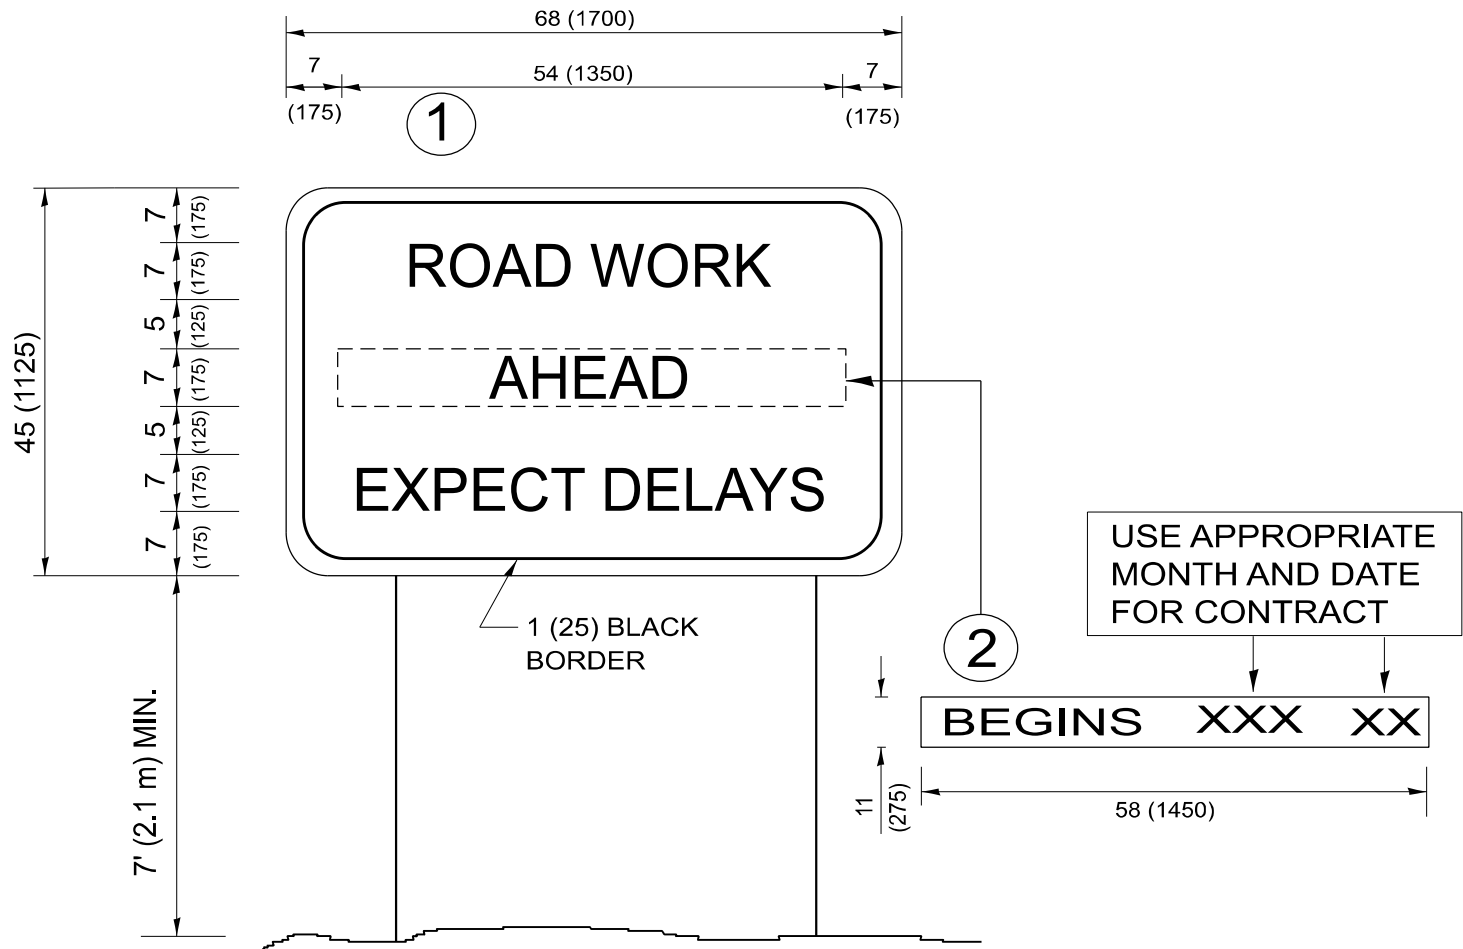 68 (1700)
7
54 (1350)
7
(175)
(175)
1
7
(175)
7
(175)
5
(125)
7
(175)
5
(125)
7
(175)
7
(175)
45 (1125)
ROAD WORK
AHEAD
EXPECT DELAYS
1 (25) BLACK
BORDER
7' (2.1 m) MIN.
USE APPROPRIATE
MONTH AND DATE
FOR CONTRACT
2
BEGINS XXX XX
11
(275)
58 (1450)